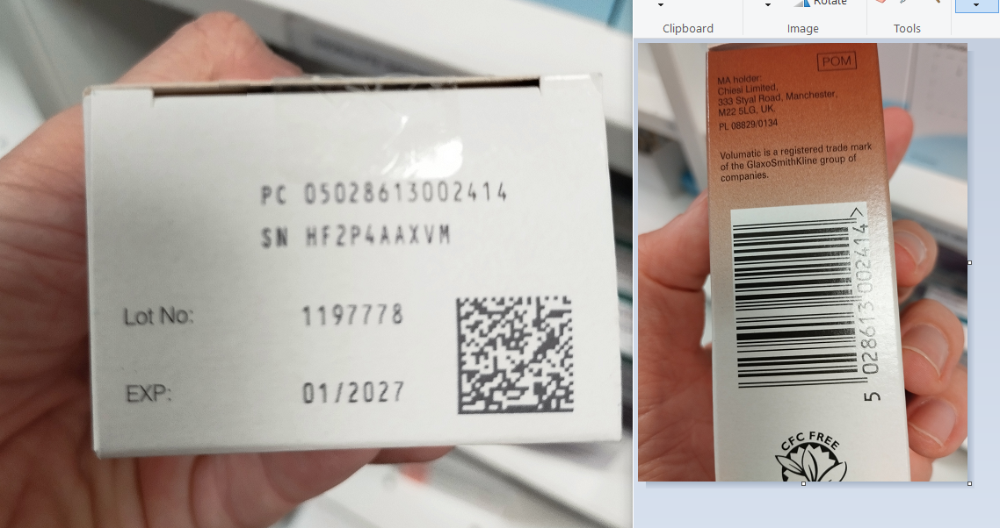 PC 05028613002414
SN HF2P4AAXVM
Lot No: 1197778
EXP: 01/2027
Rotate
Clipboard
Image
Tools
POM
MA holder:
Chiesi Limited,
333 Styal Road, Manchester,
M22 5LG, UK.
PL 08829/0134
Volumatic is a registered trade mark
of the GlaxoSmithKline group of
companies.
5 028613 002414 >
CFC FREE